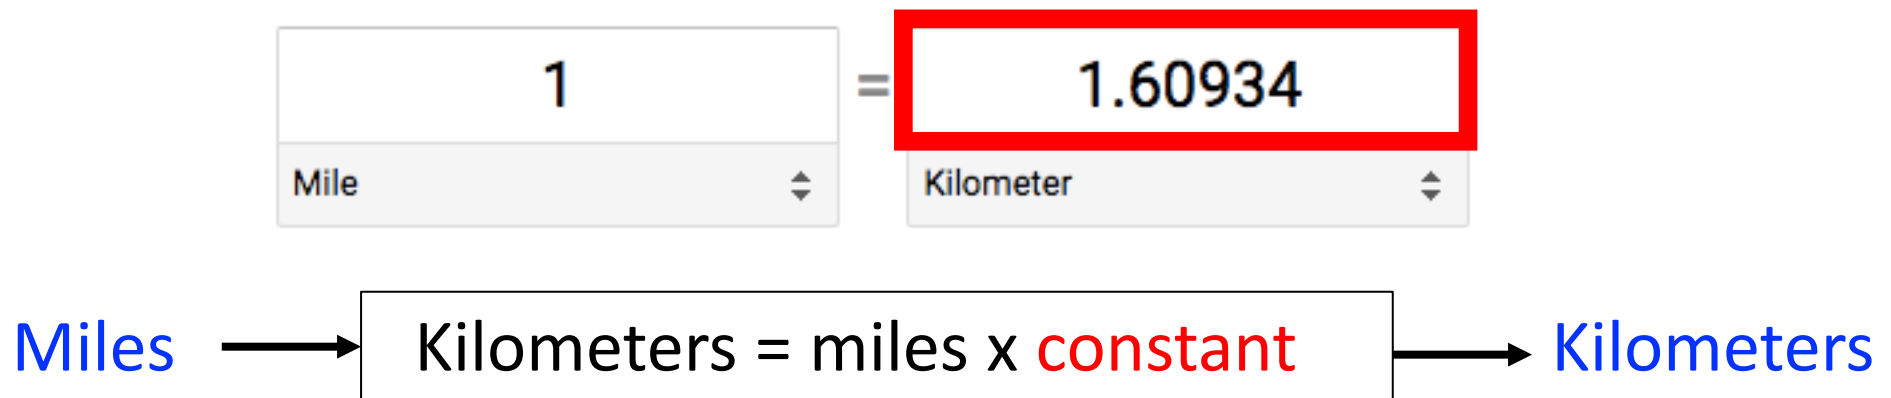 1 = 1.60934
Mile Kilometer
Miles Kilometers = miles x constant Kilometers